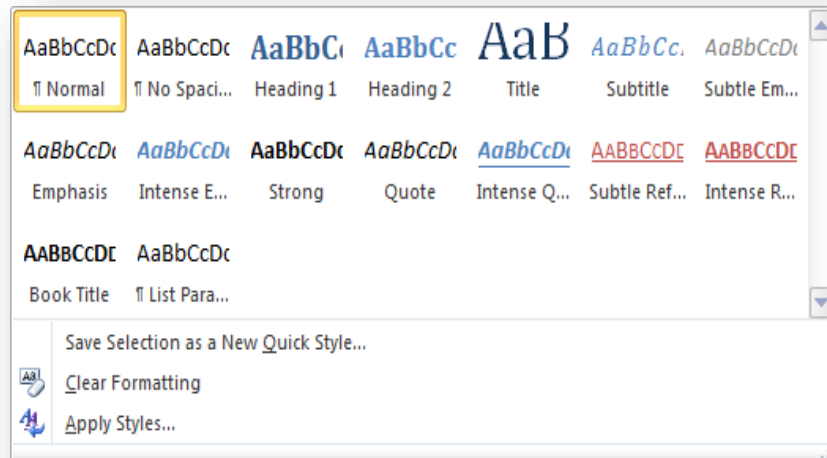 AaBbCcDc AaBbCcDc AaBbC AaBbCc AaB AaBbCc. AaBbCcDc
¶ Normal ¶ No Spaci... Heading 1 Heading 2 Title Subtitle Subtle Em...
AaBbCcDc AaBbCcDc AaBbCcDc AaBbCcDc AaBbCcDc AABBCCDD AABBCCDD
Emphasis Intense E... Strong Quote Intense Q... Subtle Ref... Intense R...
AABBCCDD AaBbCcDc
Book Title ¶ List Para...
Save Selection as a New Quick Style...
Clear Formatting
Apply Styles...